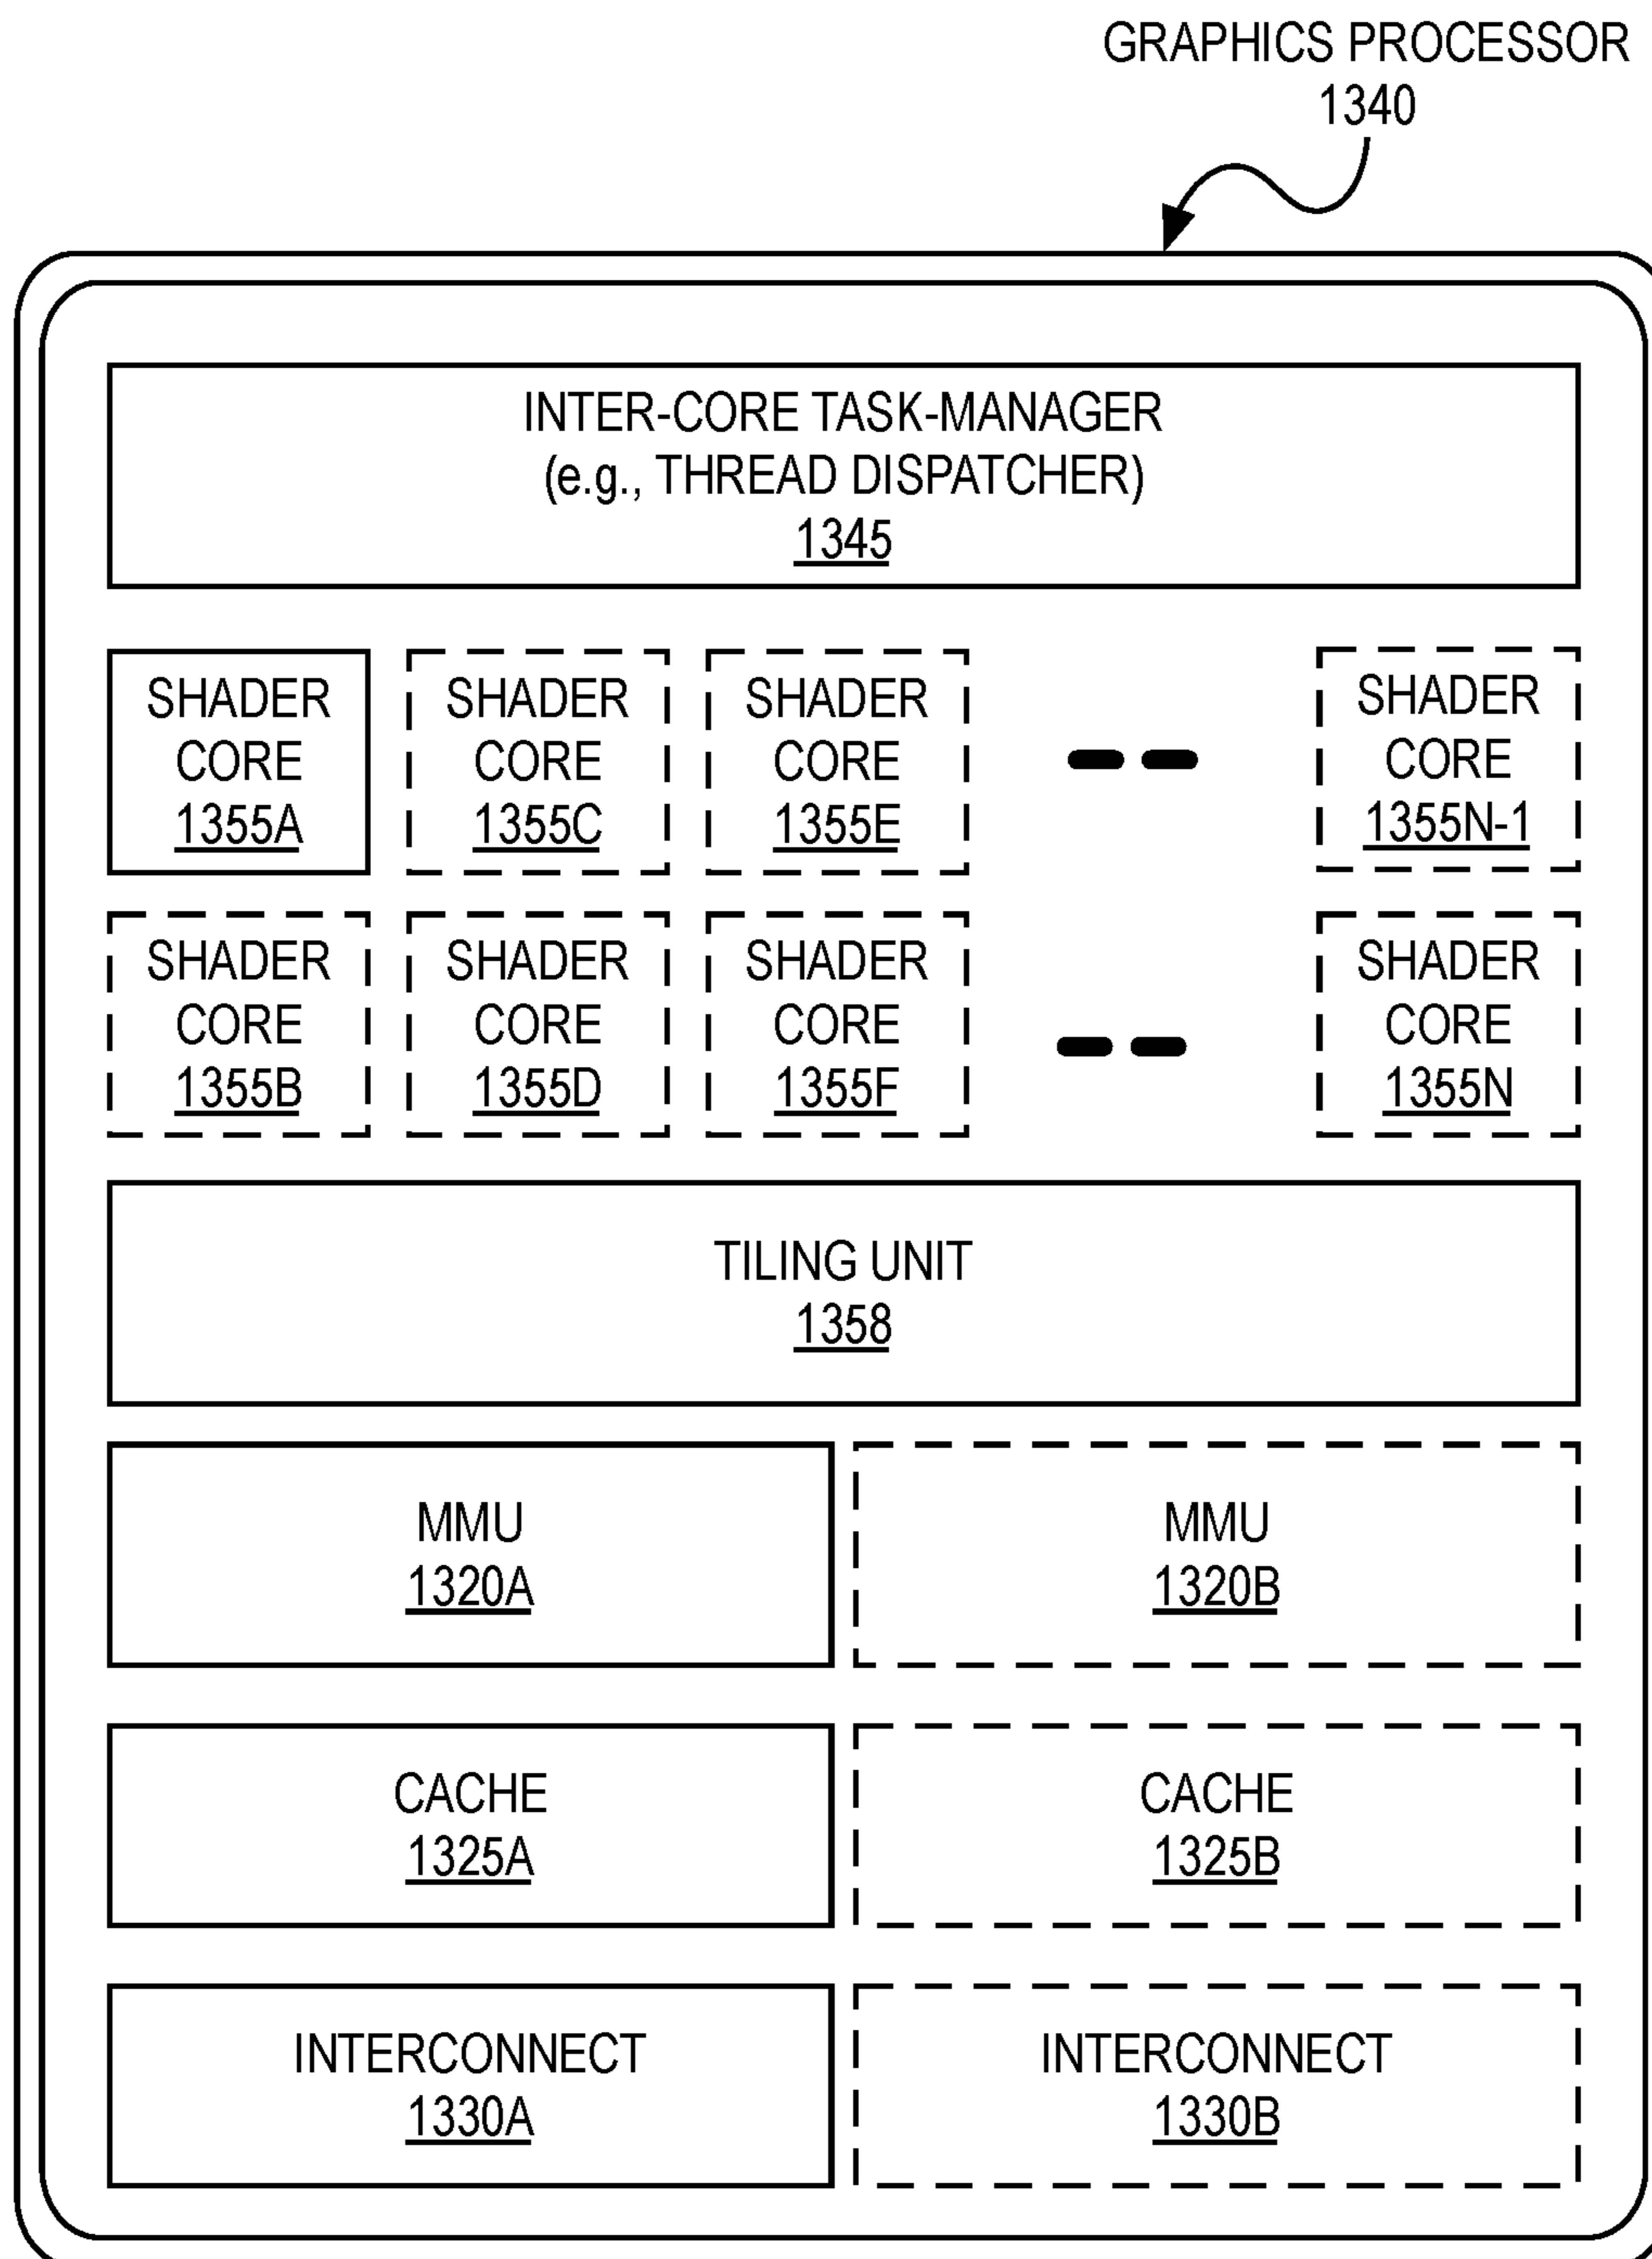 GRAPHICS PROCESSOR
1340
INTER-CORE TASK-MANAGER
(e.g., THREAD DISPATCHER)
1345
SHADER
CORE
1355A
SHADER
CORE
1355C
SHADER
CORE
1355E
SHADER
CORE
1355N-1
SHADER
CORE
1355B
SHADER
CORE
1355D
SHADER
CORE
1355F
SHADER
CORE
1355N
TILING UNIT
1358
MMU
1320A
MMU
1320B
CACHE
1325A
CACHE
1325B
INTERCONNECT
1330A
INTERCONNECT
1330B